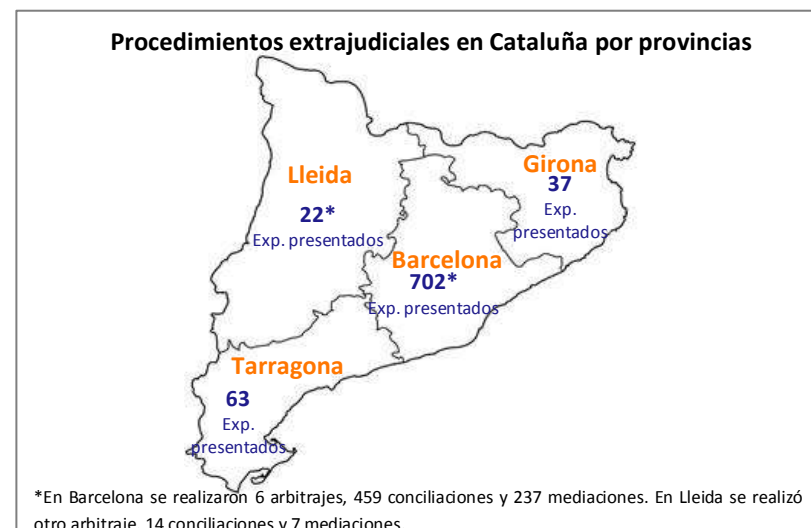 Procedimientos extrajudiciales en Cataluña por provincias
Girona
37
Exp.
presentados
Lleida
22*
Exp. presentados
Barcelona
702*
Exp. presentados
Tarragona
63
Exp.
presentados
*En Barcelona se realizaron 6 arbitrajes, 459 conciliaciones y 237 mediaciones. En Lleida se realizó
otro arbitraje, 14 conciliaciones y 7 mediaciones.